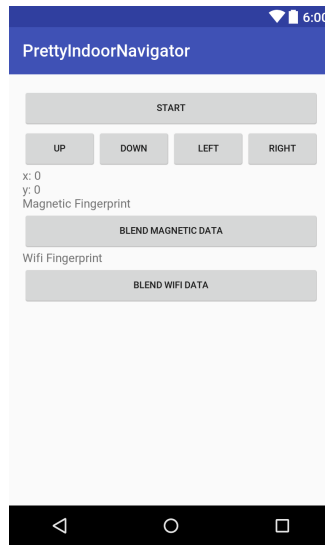 6:00
PrettyIndoorNavigator
START
UP DOWN LEFT RIGHT
x: 0
y: 0
Magnetic Fingerprint
BLEND MAGNETIC DATA
Wifi Fingerprint
BLEND WIFI DATA